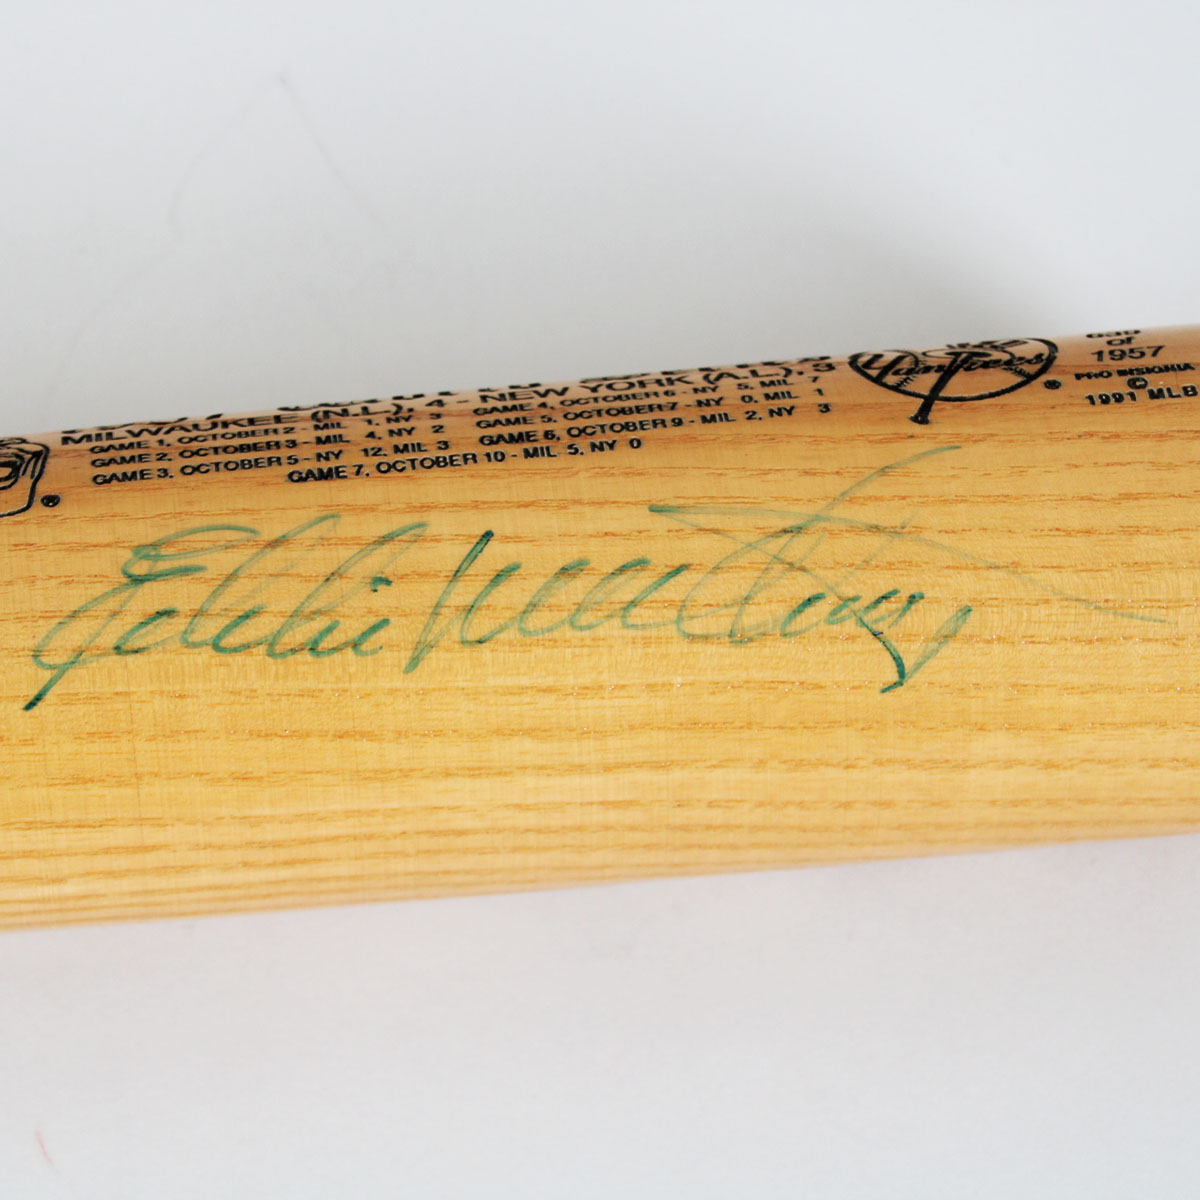 MILWAUKEE (N.L.), 4 - NEW YORK (A.L), 3
GAME 1, OCTOBER 2 - MIL 1, NY 3
GAME 2, OCTOBER 3 - MIL 4, NY 2
GAME 3, OCTOBER 5 - NY 12, MIL 3
GAME 4, OCTOBER 6 - NY 5, MIL 7
GAME 5, OCTOBER 7 - NY 0, MIL 1
GAME 6, OCTOBER 9 - MIL 2, NY 3
GAME 7, OCTOBER 10 - MIL 5, NY 0
Yankees
®
of
1957
PRO INSIGNIA
©
1991 MLB
Eddie Mathews